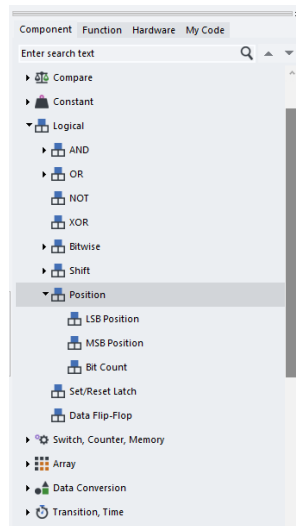 Component Function Hardware My Code
Enter search text
Compare
Constant
Logical
AND
OR
NOT
XOR
Bitwise
Shift
Position
LSB Position
MSB Position
Bit Count
Set/Reset Latch
Data Flip-Flop
Switch, Counter, Memory
Array
Data Conversion
Transition, Time